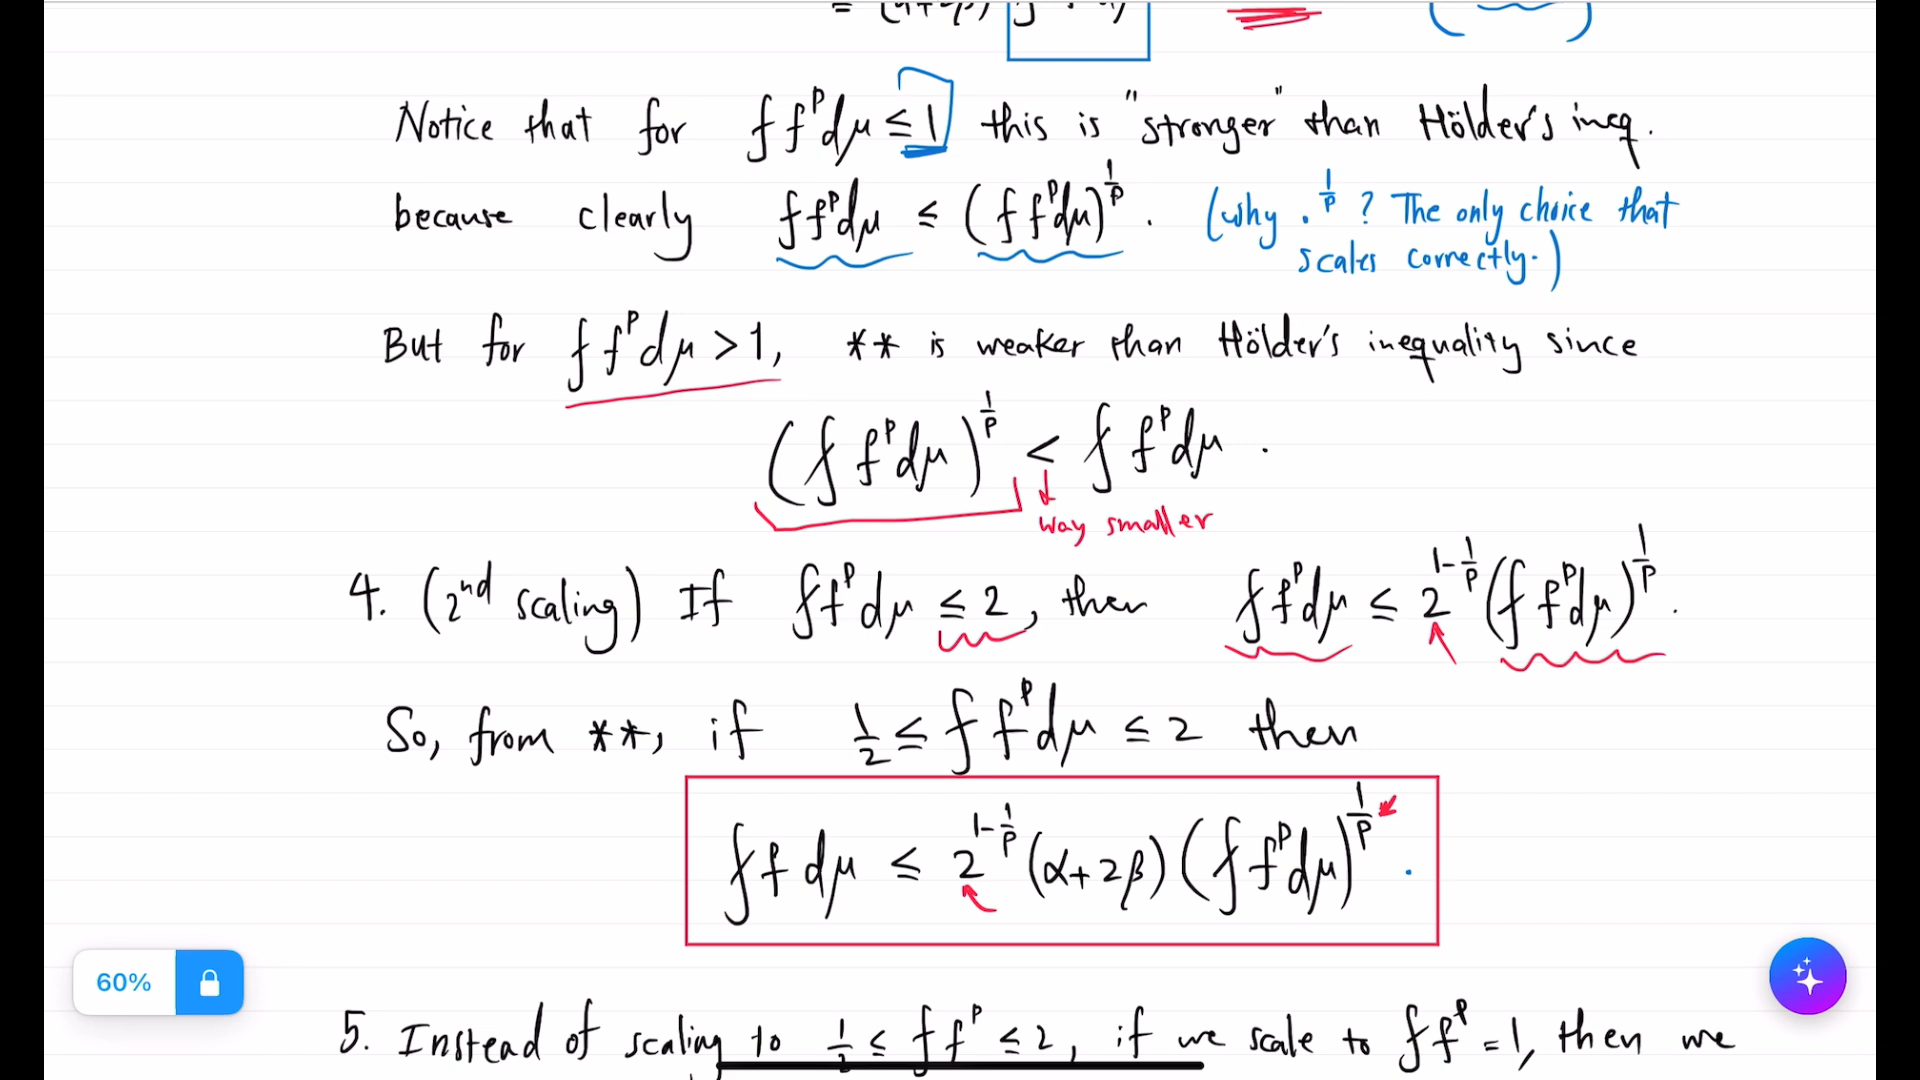 Notice that for ⨍ f^p dμ ≤ 1 this is "stronger" than Hölder's ineq.
because clearly ⨍ f^p dμ ≤ (⨍ f^p dμ)^{1/p}. (why ·^{1/p} ? The only choice that
scales correctly.)
But for ⨍ f^p dμ > 1, ** is weaker than Hölder's inequality since
(⨍ f^p dμ)^{1/p} < ⨍ f^p dμ.
way smaller
4. (2nd scaling) If ⨍ f^p dμ ≤ 2, then ⨍ f^p dμ ≤ 2^{1-1/p} (⨍ f^p dμ)^{1/p}.
So, from **, if 1/2 ≤ ⨍ f^p dμ ≤ 2 then
⨍ f dμ ≤ 2^{1-1/p} (α+2β) (⨍ f^p dμ)^{1/p}.
60%
5. Instead of scaling to 1/2 ≤ ⨍ f^p ≤ 2, if we scale to ⨍ f^p = 1, then we